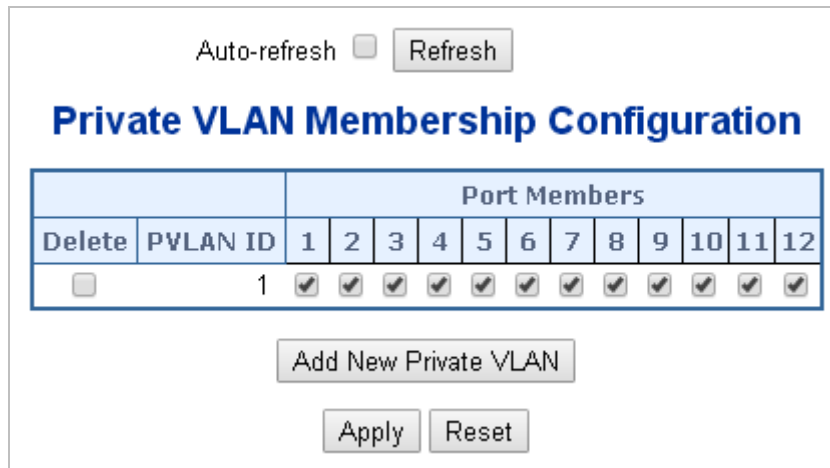 Auto-refresh Refresh
Private VLAN Membership Configuration
Port Members
Delete PVLAN ID 1 2 3 4 5 6 7 8 9 10 11 12
1
Add New Private VLAN
Apply Reset